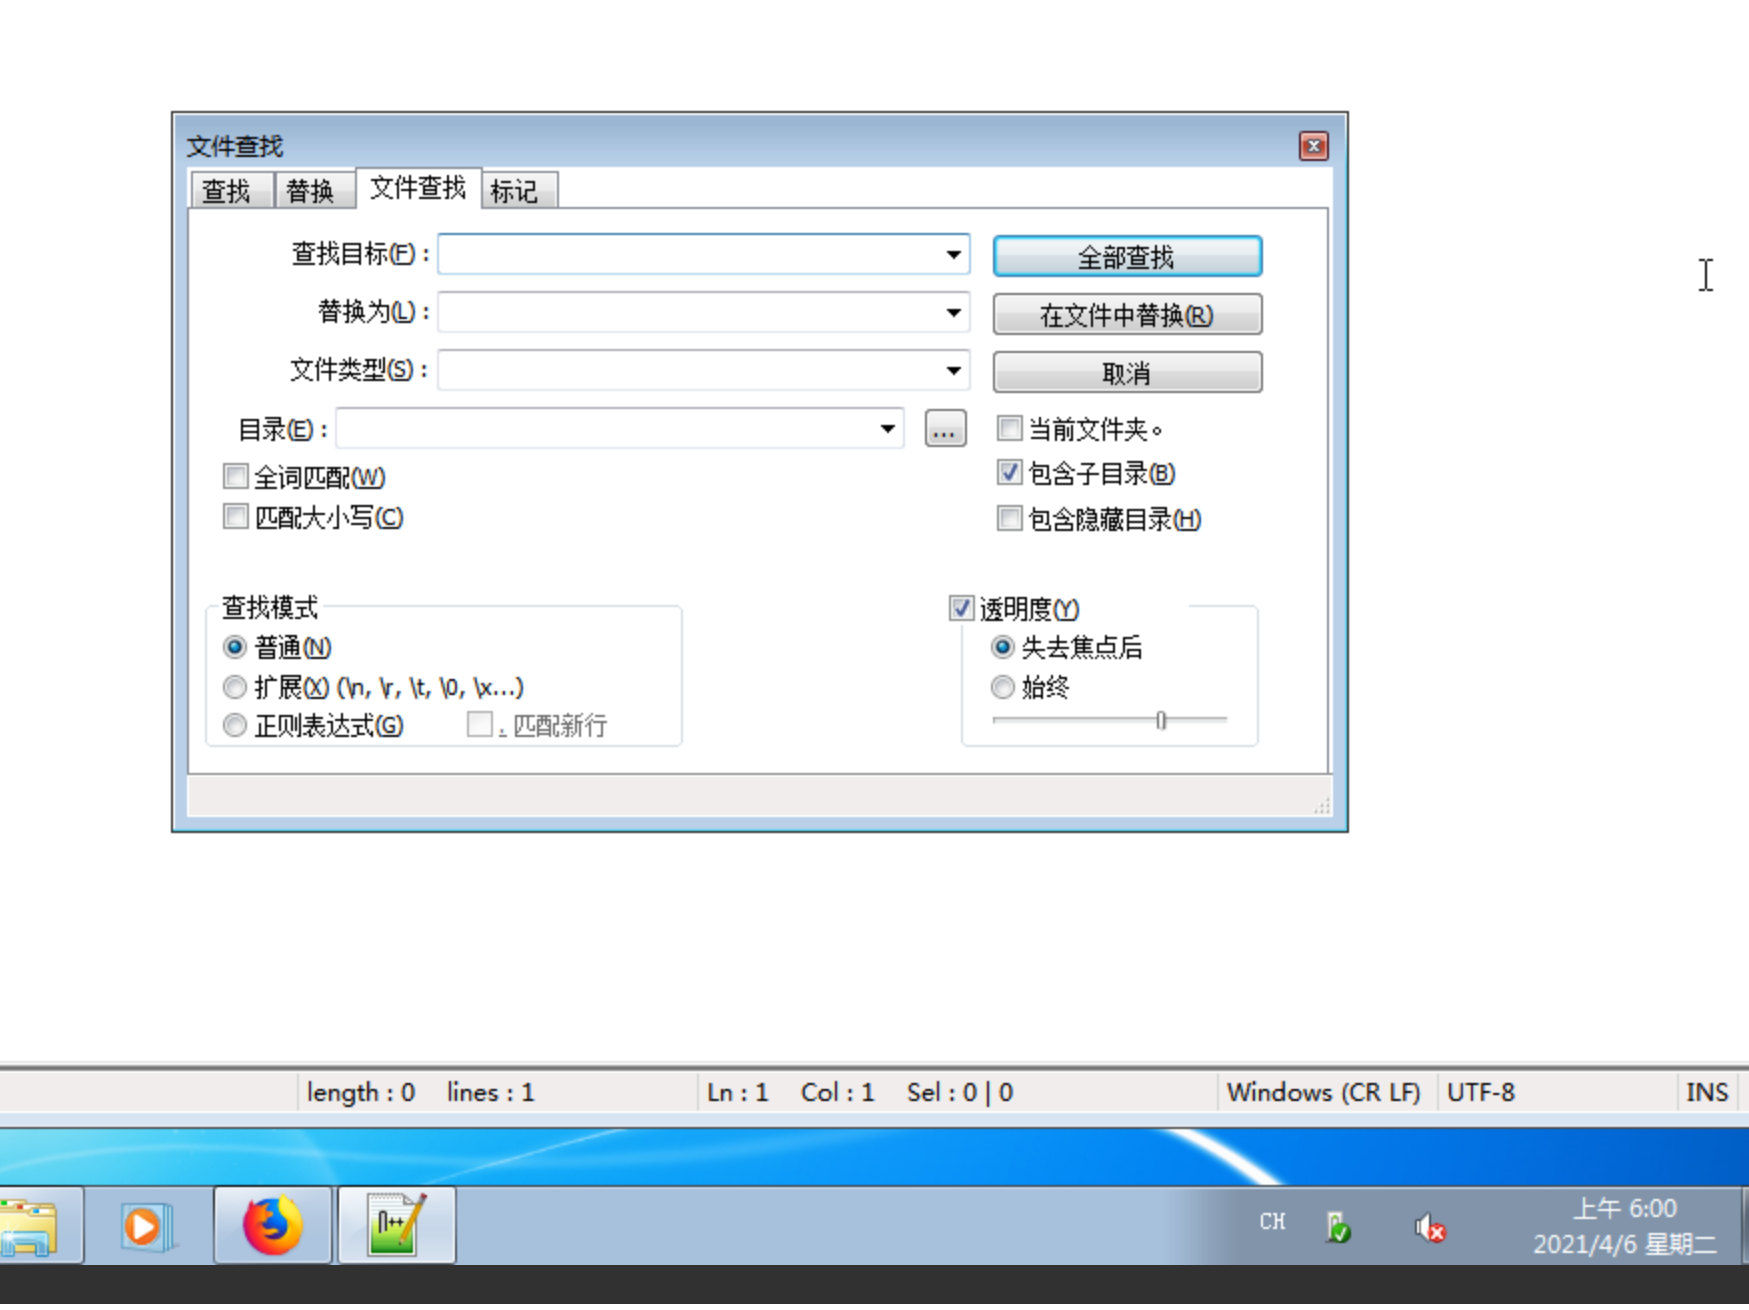 文件查找
查找 替换 文件查找 标记
查找目标(F) :
全部查找
替换为(L) :
在文件中替换(R)
文件类型(S) :
取消
目录(E) :
...
当前文件夹。
全词匹配(W)
包含子目录(B)
匹配大小写(C)
包含隐藏目录(H)
查找模式
透明度(Y)
普通(N)
失去焦点后
扩展(X) (\n, \r, \t, \0, \x...)
始终
正则表达式(G)
. 匹配新行
length : 0 lines : 1 Ln : 1 Col : 1 Sel : 0 | 0 Windows (CR LF) UTF-8 INS
n++
CH
上午 6:00
2021/4/6 星期二